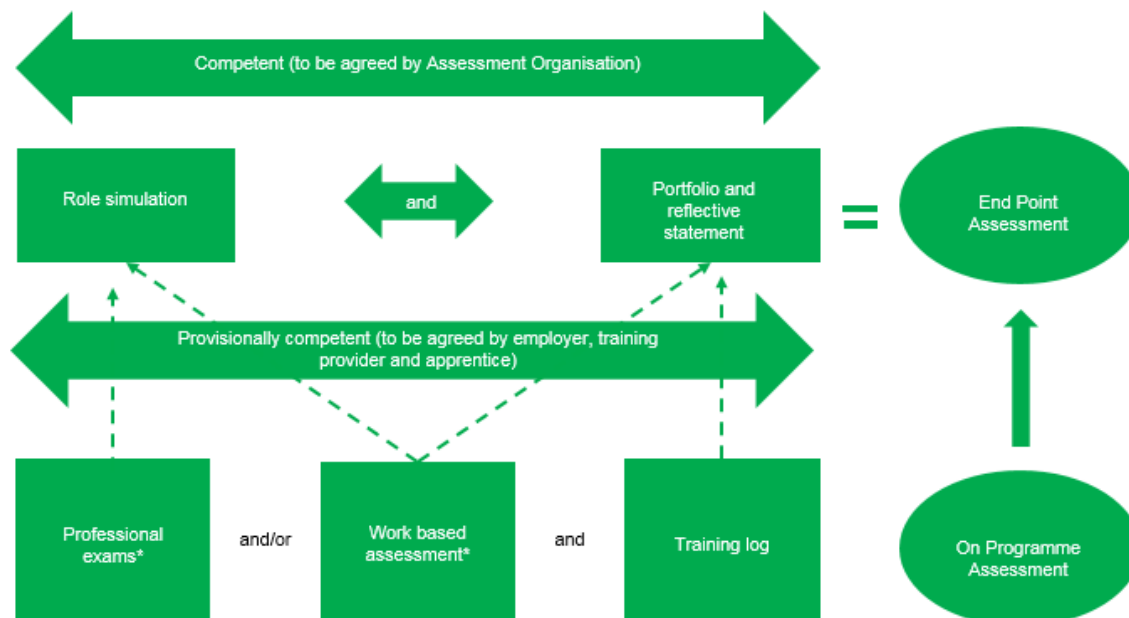 Competent (to be agreed by Assessment Organisation)
Role simulation
and
Portfolio and
reflective
statement
=
End Point
Assessment
Provisionally competent (to be agreed by employer, training
provider and apprentice)
Professional
exams*
and/or
Work based
assessment*
and
Training log
On Programme
Assessment